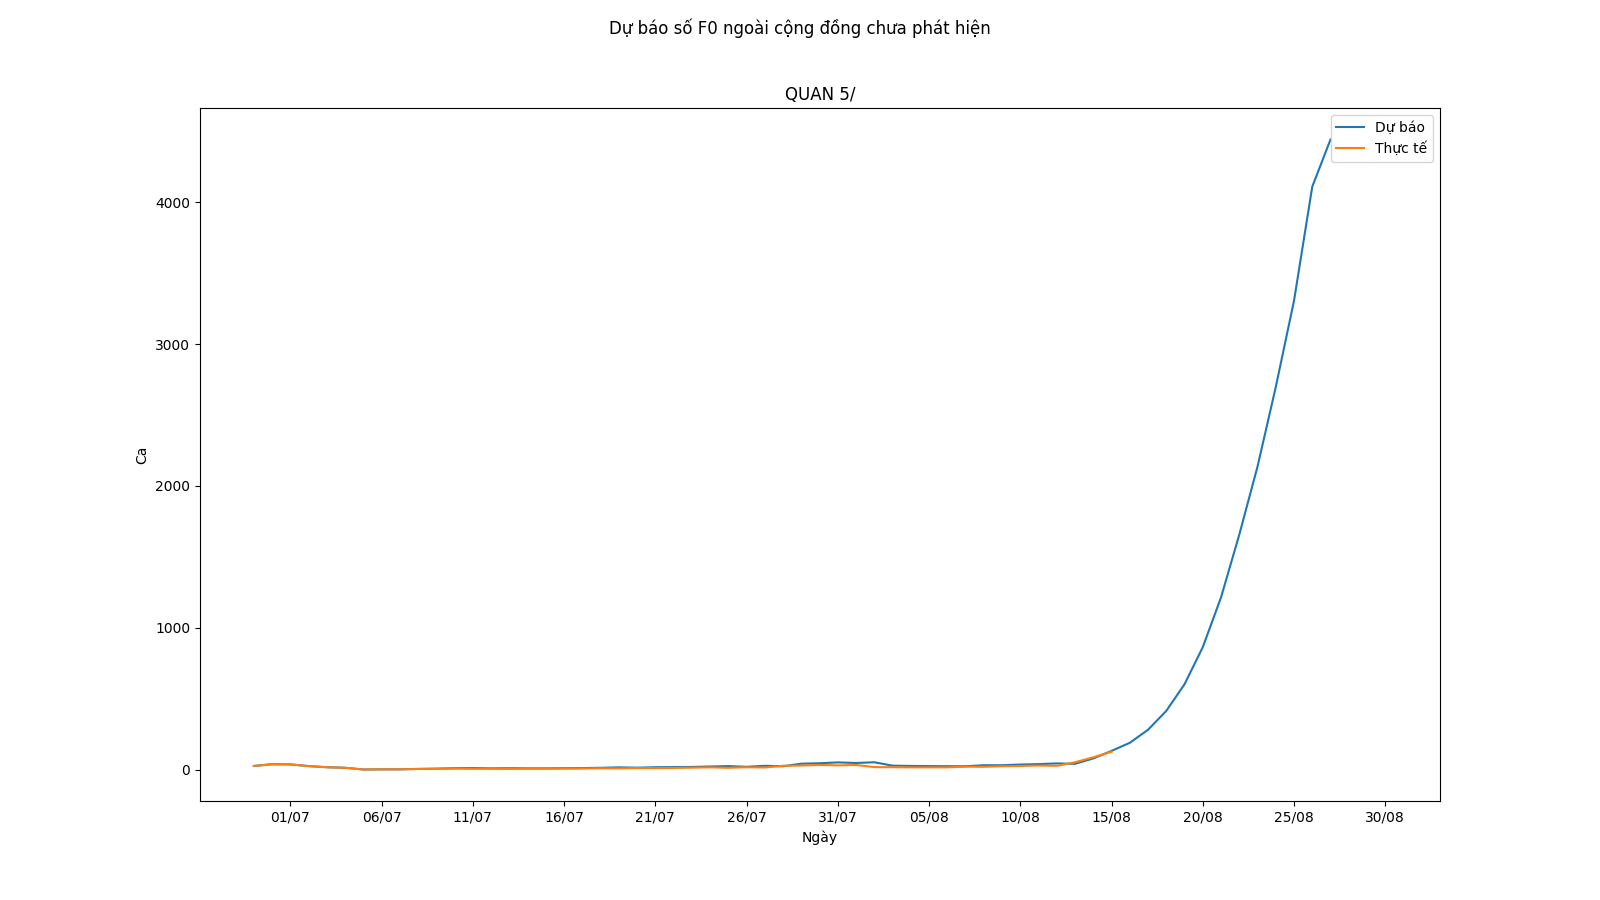 Dự báo số F0 ngoài cộng đồng chưa phát hiện
QUAN 5/
Dự báo
Thực tế
4000
3000
2000
1000
0
Ca
01/07 06/07 11/07 16/07 21/07 26/07 31/07 05/08 10/08 15/08 20/08 25/08 30/08
Ngày